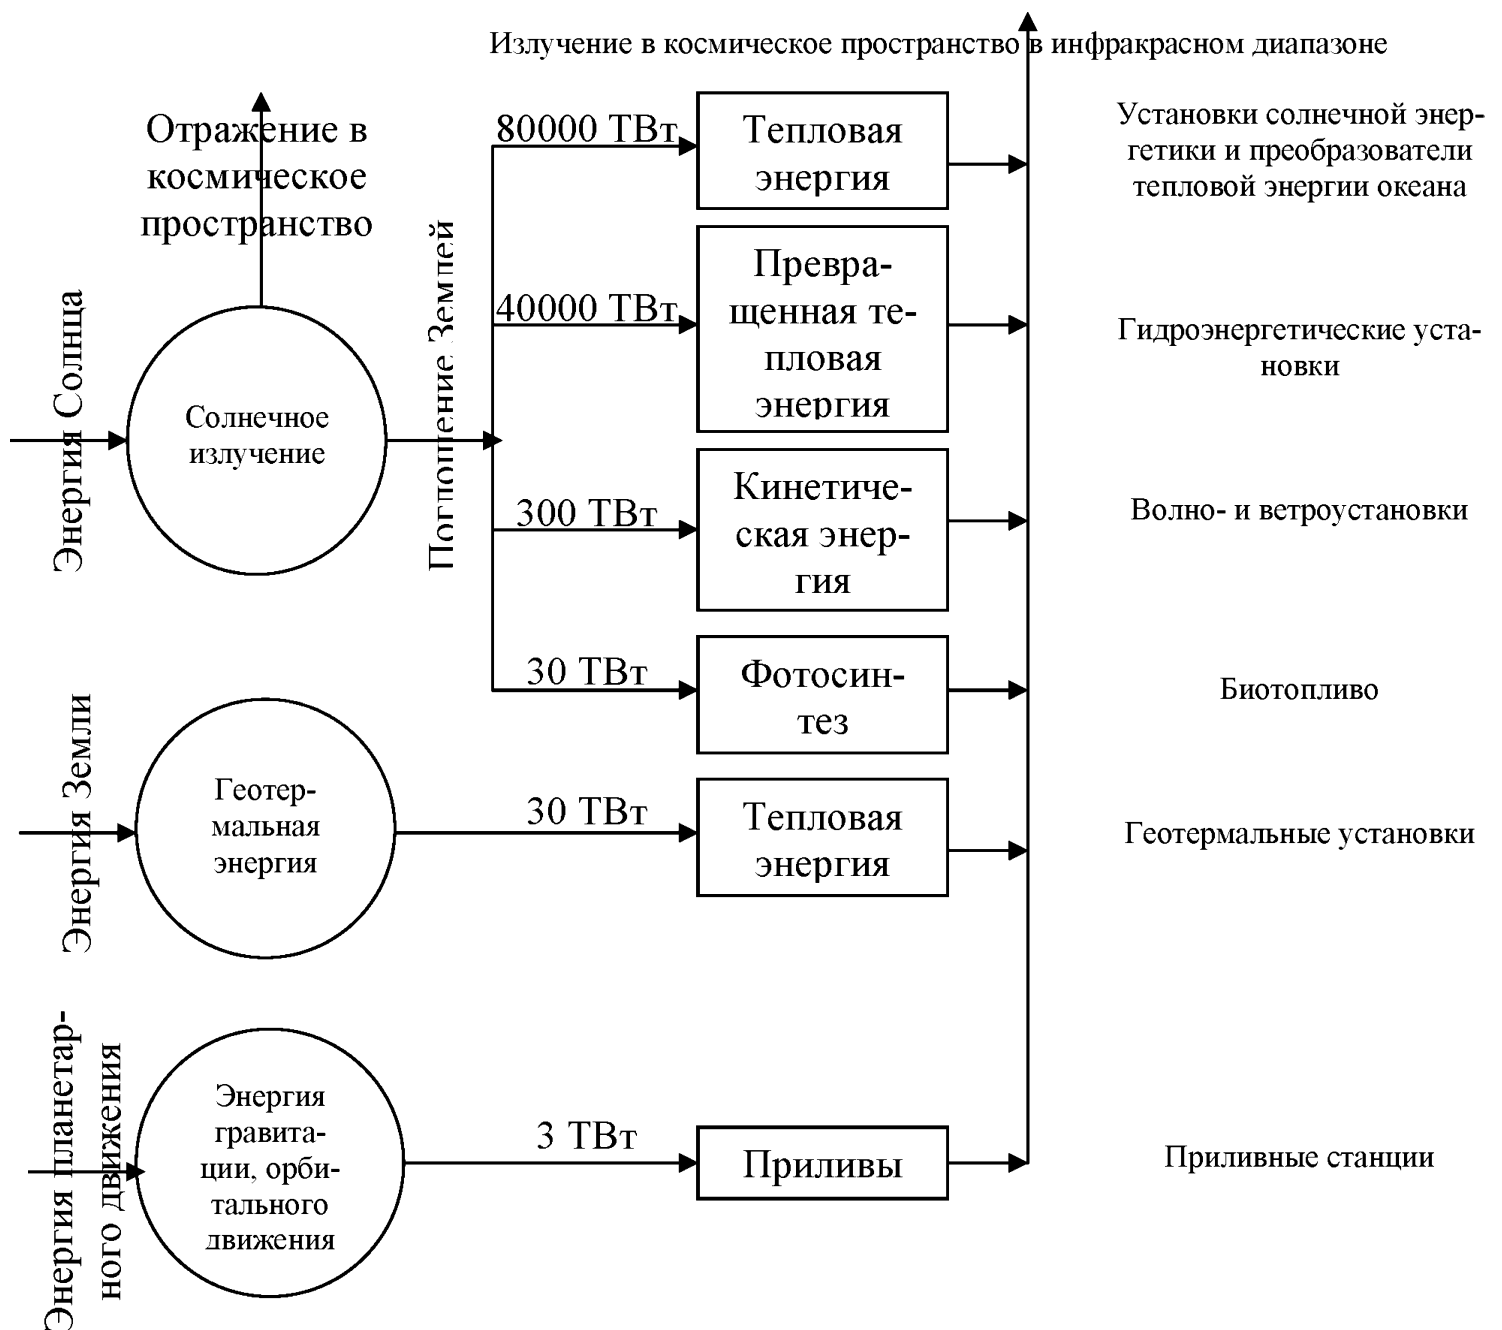 Излучение в космическое пространство в инфракрасном диапазоне
Отражение в
космическое
пространство
Энергия Солнца
Солнечное
излучение
Поглощение Землей
80000 ТВт
Тепловая
энергия
Установки солнечной энер-
гетики и преобразователи
тепловой энергии океана
40000 ТВт
Превра-
щенная те-
пловая
энергия
Гидроэнергетические уста-
новки
300 ТВт
Кинетиче-
ская энер-
гия
Волно- и ветроустановки
30 ТВт
Фотосин-
тез
Биотопливо
Энергия Земли
Геотер-
мальная
энергия
30 ТВт
Тепловая
энергия
Геотермальные установки
Энергия планетар-
ного движения
Энергия
гравита-
ции, орби-
тального
движения
3 ТВт
Приливы
Приливные станции